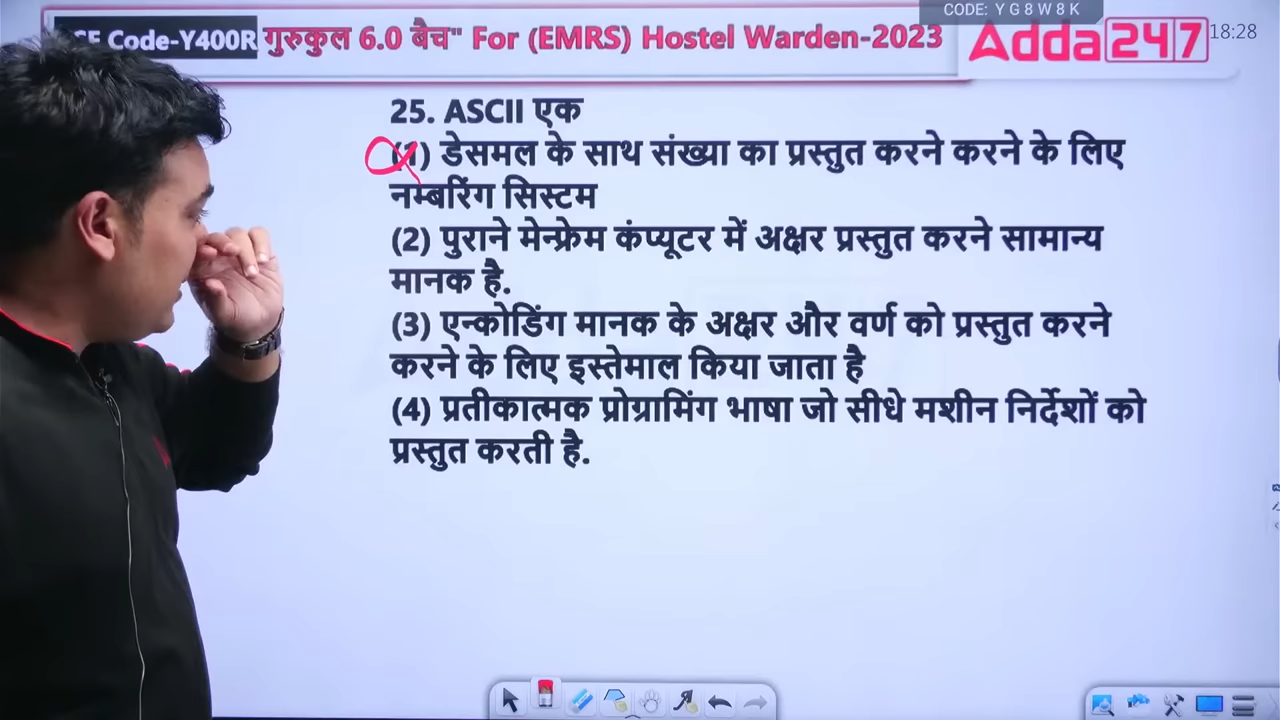 CODE: Y G 8 W 8 K
Code-Y400R गुरुकुल 6.0 बैच" For (EMRS) Hostel Warden-2023
Adda247
18:28
25. ASCII एक
(1) डेसमल के साथ संख्या का प्रस्तुत करने करने के लिए
नम्बरिंग सिस्टम
(2) पुराने मेन्फ्रेम कंप्यूटर में अक्षर प्रस्तुत करने सामान्य
मानक है.
(3) एन्कोडिंग मानक के अक्षर और वर्ण को प्रस्तुत करने
करने के लिए इस्तेमाल किया जाता है
(4) प्रतीकात्मक प्रोग्रामिंग भाषा जो सीधे मशीन निर्देशों को
प्रस्तुत करती है.